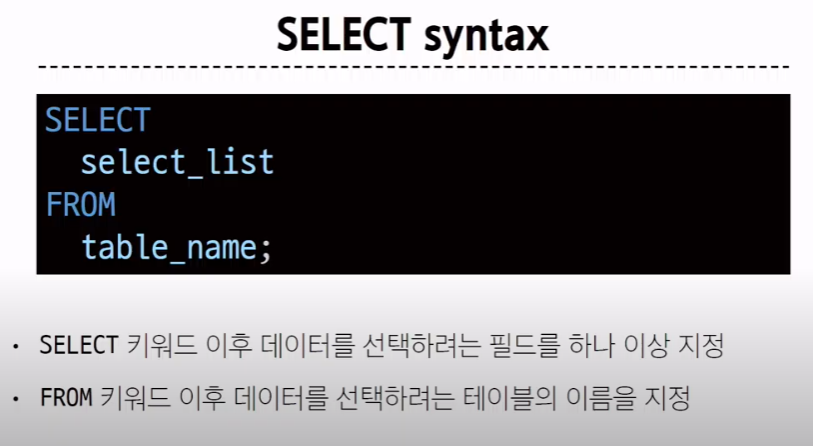 SELECT syntax
SELECT
select_list
FROM
table_name;
• SELECT 키워드 이후 데이터를 선택하려는 필드를 하나 이상 지정
• FROM 키워드 이후 데이터를 선택하려는 테이블의 이름을 지정